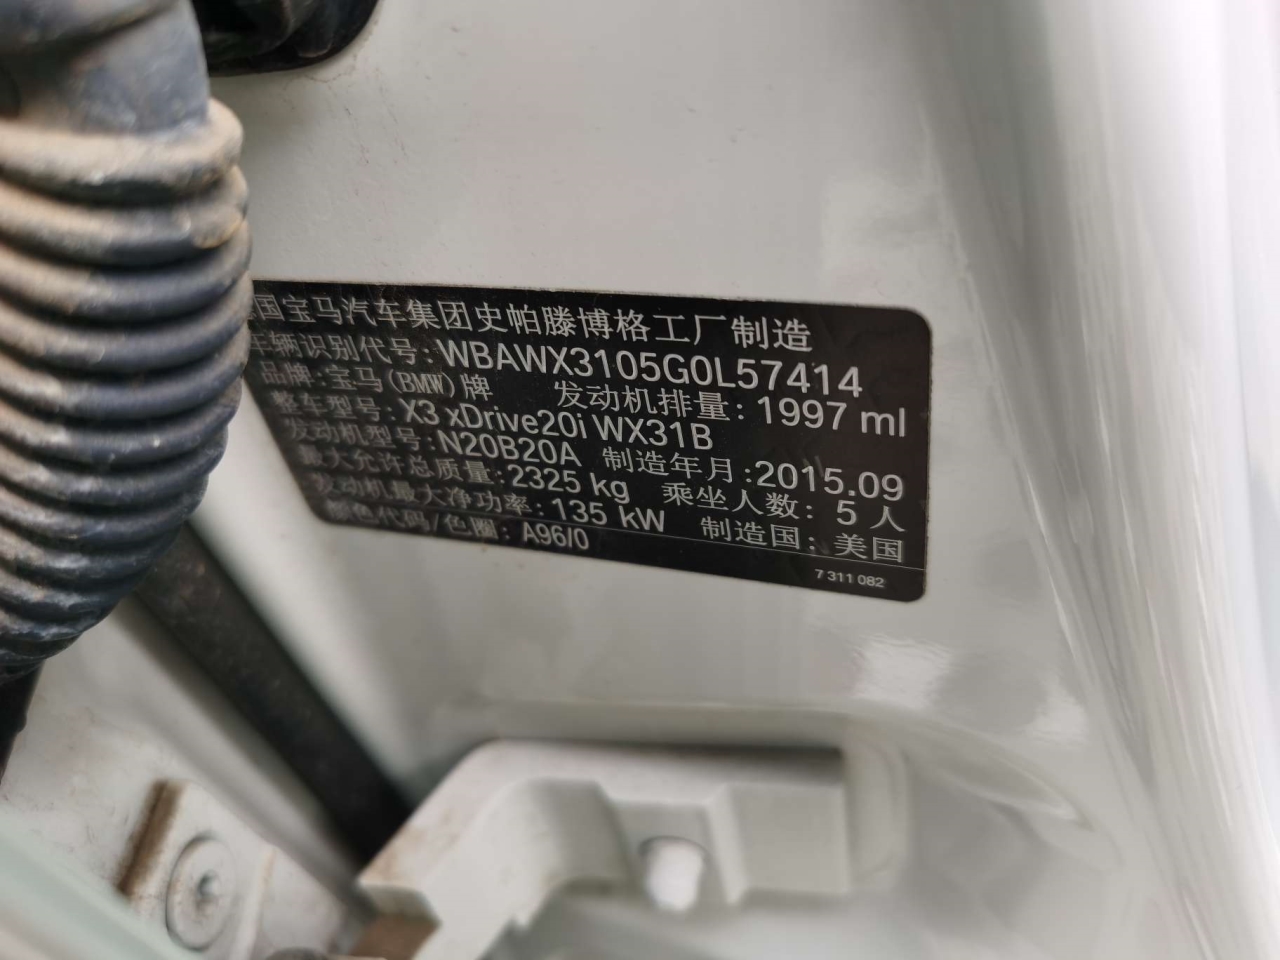 国宝马汽车集团史帕滕博格工厂制造
车辆识别代号: WBAWX3105G0L57414
品牌: 宝马(BMW)牌 发动机排量: 1997 ml
整车型号: X3 xDrive20i WX31B
发动机型号: N20B20A 制造年月: 2015.09
最大允许总质量: 2325 kg 乘坐人数: 5 人
发动机最大净功率: 135 kW 制造国: 美国
颜色代码/色圈: A96/0
7 311 082